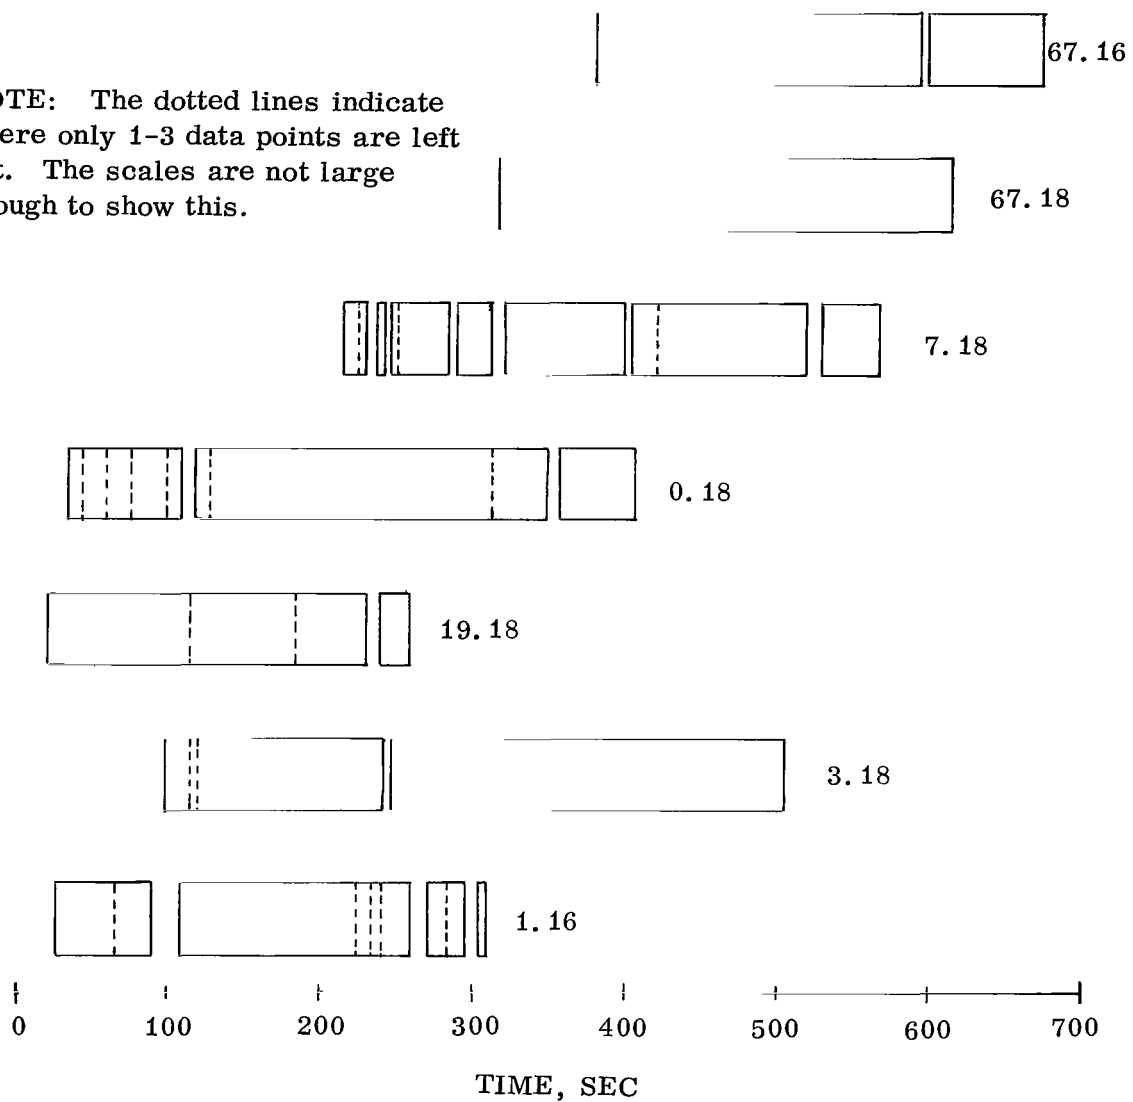 67.16
OTE: The dotted lines indicate
ere only 1-3 data points are left
t. The scales are not large
ough to show this.
67.18
7.18
0.18
19.18
3.18
1.16
0 100 200 300 400 500 600 700
TIME, SEC